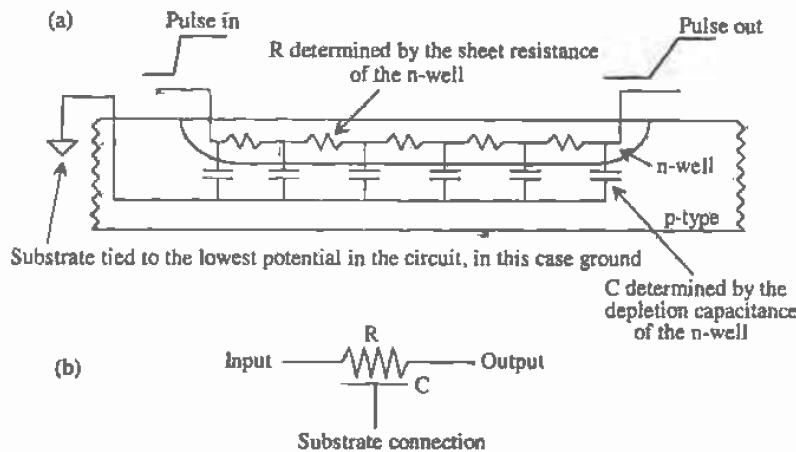 (a)
Pulse in
Pulse out
R determined by the sheet resistance
of the n-well
n-well
p-type
Substrate tied to the lowest potential in the circuit, in this case ground
C determined by the
depletion capacitance
of the n-well
(b)
R
Input
Output
C
Substrate connection